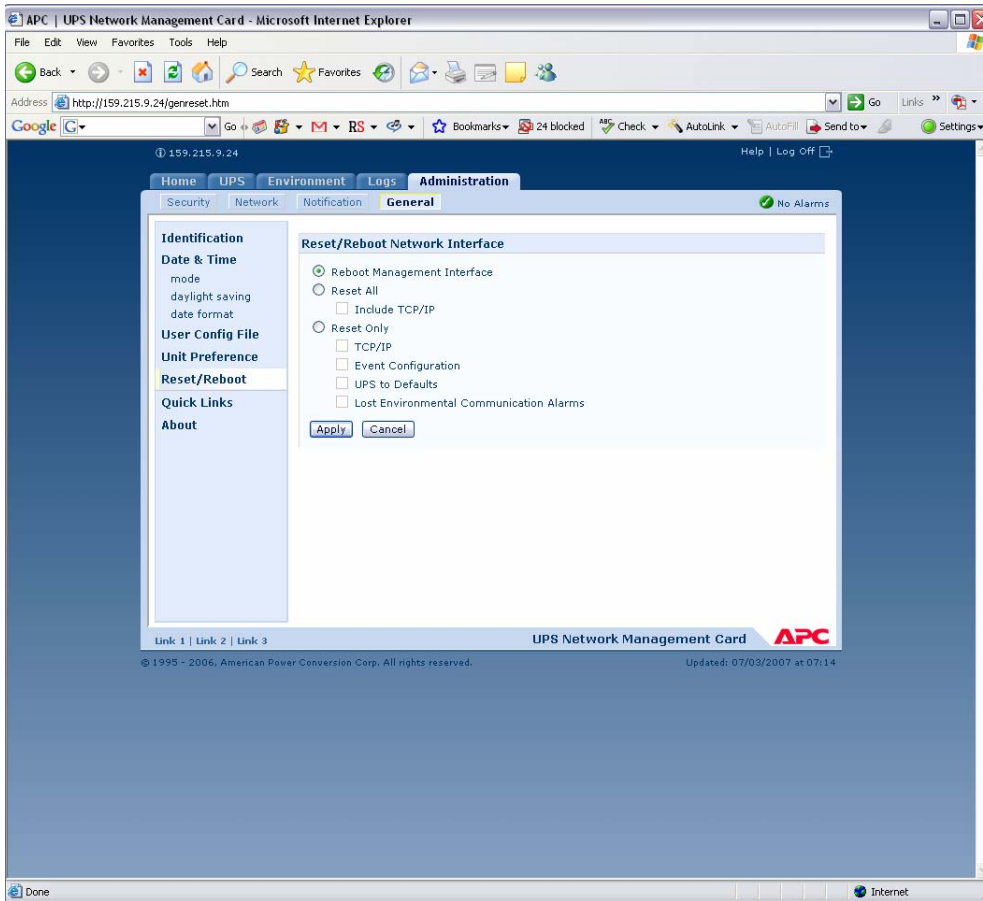 APC | UPS Network Management Card - Microsoft Internet Explorer
File Edit View Favorites Tools Help
Back Search Favorites
Address http://159.215.9.24/genreset.htm Go Links »
Google G Go RS Bookmarks 24 blocked ABC Check AutoLink AutoFill Send to Settings
159.215.9.24 Help | Log Off
Home UPS Environment Logs Administration
Security Network Notification General No Alarms
Identification
Date & Time
mode
daylight saving
date format
User Config File
Unit Preference
Reset/Reboot
Quick Links
About
Reset/Reboot Network Interface
Reboot Management Interface
Reset All
Include TCP/IP
Reset Only
TCP/IP
Event Configuration
UPS to Defaults
Lost Environmental Communication Alarms
Apply Cancel
Link 1 | Link 2 | Link 3 UPS Network Management Card APC
© 1995 - 2006, American Power Conversion Corp. All rights reserved. Updated: 07/03/2007 at 07:14
Done Internet